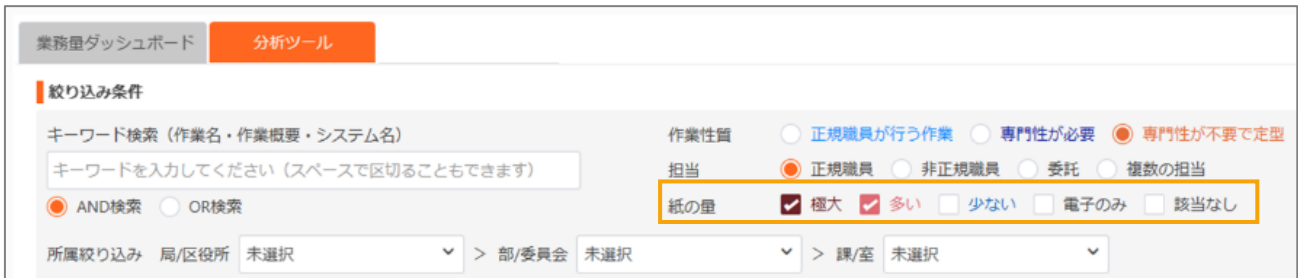 業務量ダッシュボード 分析ツール
絞り込み条件
キーワード検索（作業名・作業概要・システム名）
キーワードを入力してください（スペースで区切ることもできます）
AND検索 OR検索
作業性質 正規職員が行う作業 専門性が必要 専門性が不要で定型
担当 正規職員 非正規職員 委託 複数の担当
紙の量 極大 多い 少ない 電子のみ 該当なし
所属絞り込み 局/区役所 未選択 > 部/委員会 未選択 > 課/室 未選択